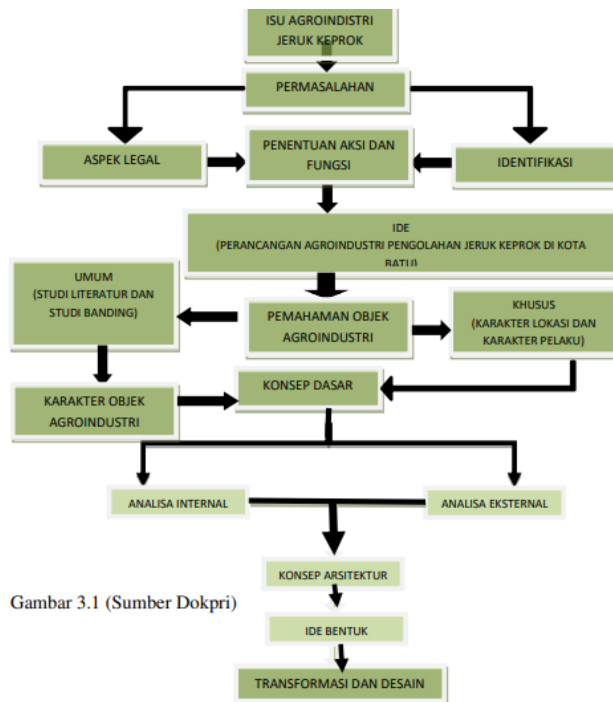 ISU AGROINDISTRI
JERUK KEPROK
PERMASALAHAN
ASPEK LEGAL
PENENTUAN AKSI DAN
FUNGSI
IDENTIFIKASI
IDE
(PERANCANGAN AGROINDUSTRI PENGOLAHAN JERUK KEPROK DI KOTA
BATU)
UMUM
(STUDI LITERATUR DAN
STUDI BANDING)
PEMAHAMAN OBJEK
AGROINDUSTRI
KHUSUS
(KARAKTER LOKASI DAN
KARAKTER PELAKU)
KARAKTER OBJEK
AGROINDUSTRI
KONSEP DASAR
ANALISA INTERNAL
ANALISA EKSTERNAL
KONSEP ARSITEKTUR
Gambar 3.1 (Sumber Dokpri)
IDE BENTUK
TRANSFORMASI DAN DESAIN